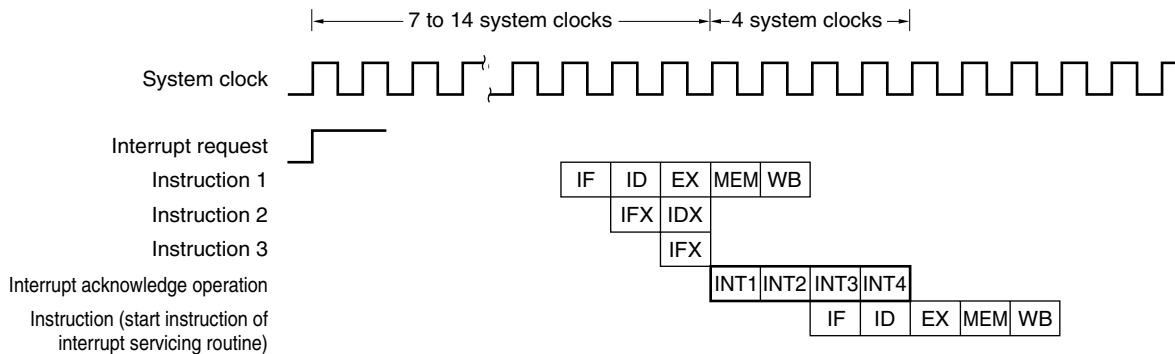 7 to 14 system clocks 4 system clocks
System clock
Interrupt request
Instruction 1 IF ID EX MEM WB
Instruction 2 IFX IDX
Instruction 3 IFX
Interrupt acknowledge operation INT1 INT2 INT3 INT4
Instruction (start instruction of IF ID EX MEM WB
interrupt servicing routine)